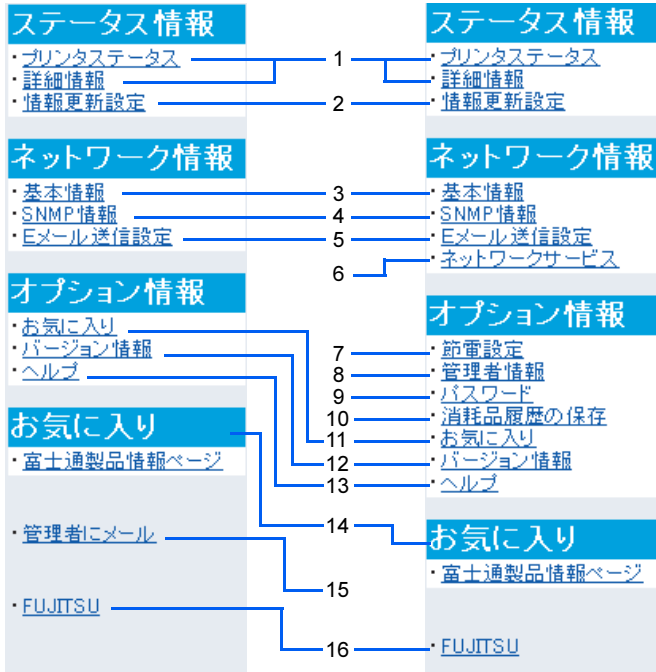 ステータス情報
・プリンタステータス
・詳細情報
・情報更新設定
ネットワーク情報
・基本情報
・SNMP情報
・Eメール送信設定
オプション情報
・お気に入り
・バージョン情報
・ヘルプ
お気に入り
・富士通製品情報ページ
・管理者にメール
・FUJITSU
1
2
3
4
5
6
7
8
9
10
11
12
13
14
15
16
ステータス情報
・プリンタステータス
・詳細情報
・情報更新設定
ネットワーク情報
・基本情報
・SNMP情報
・Eメール送信設定
・ネットワークサービス
オプション情報
・節電設定
・管理者情報
・パスワード
・消耗品履歴の保存
・お気に入り
・バージョン情報
・ヘルプ
お気に入り
・富士通製品情報ページ
・FUJITSU